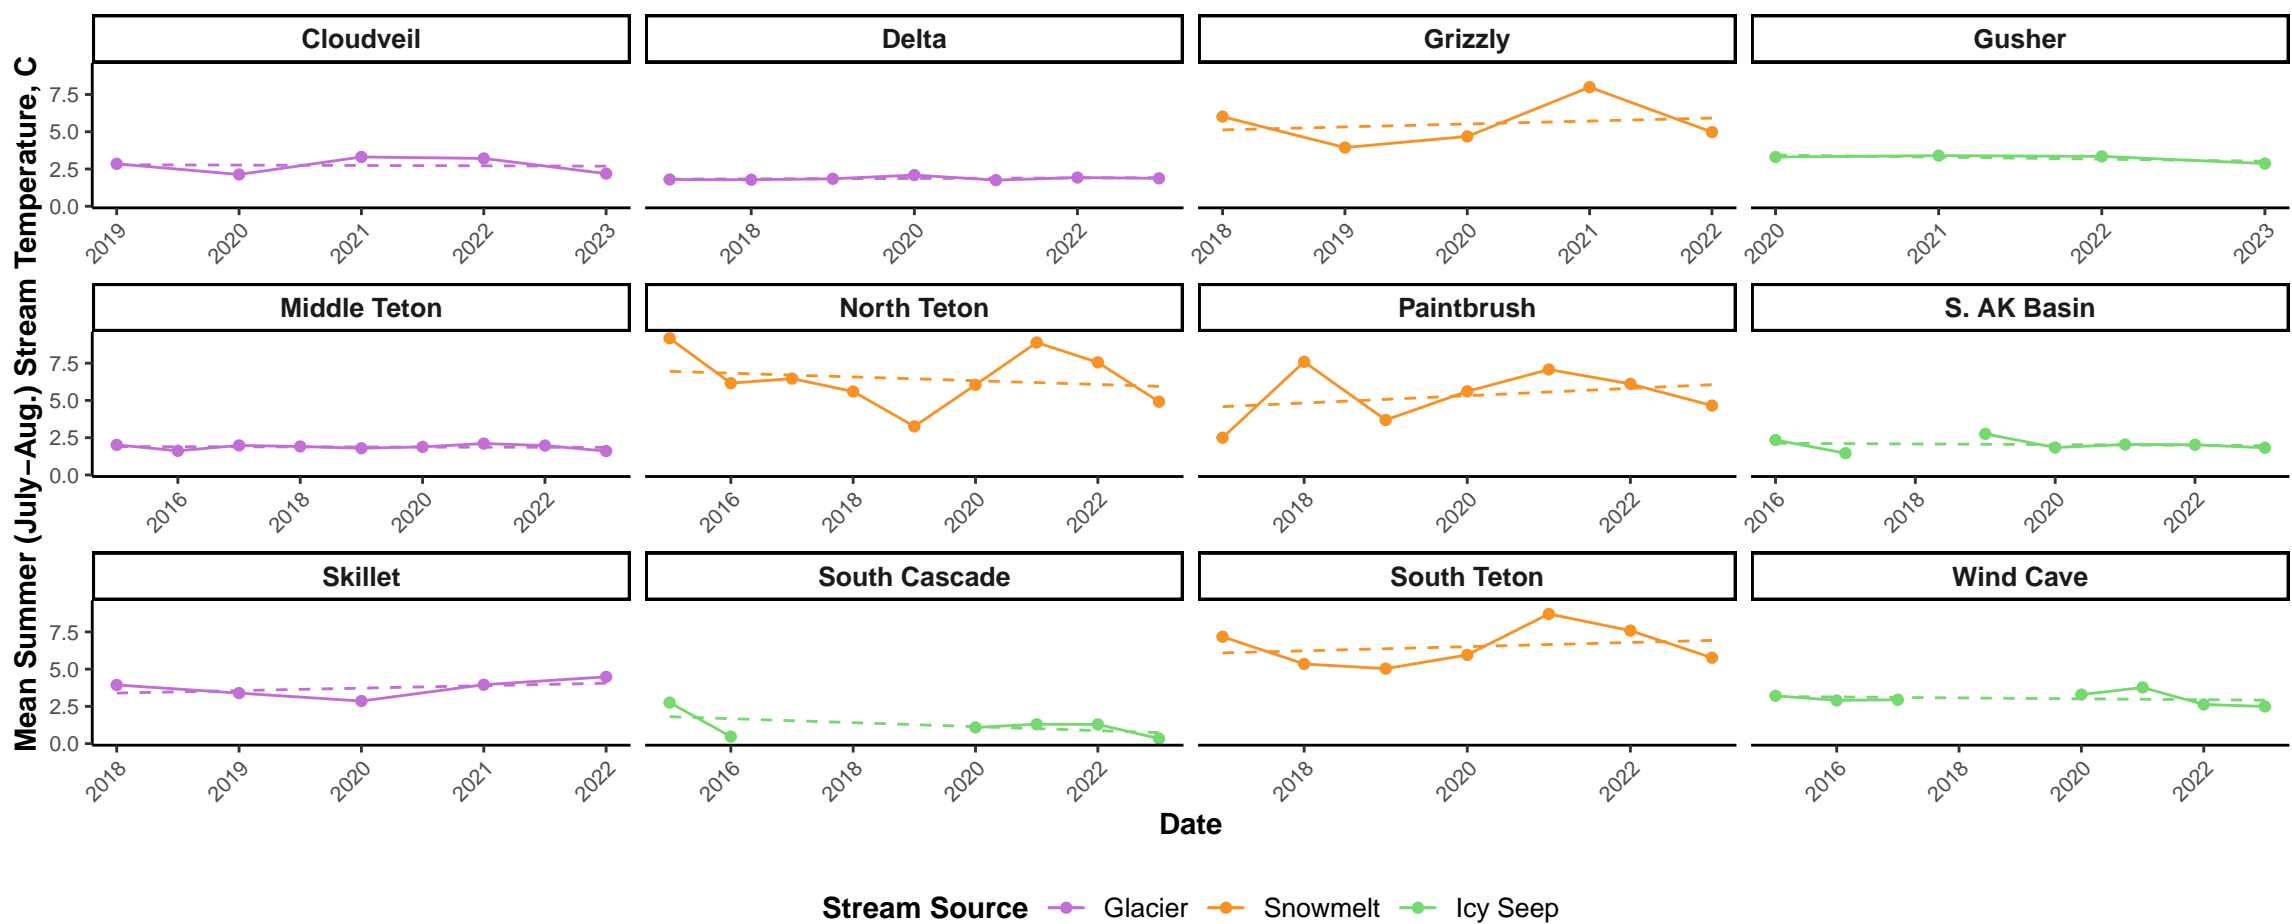 Mean Summer (July–Aug.) Stream Temperature, C
Cloudveil
Delta
Grizzly
Gusher
7.5
5.0
2.5
0.0
2019 2020 2021 2022 2023
2018 2020 2022
2018 2019 2020 2021 2022
2020 2021 2022 2023
Middle Teton
North Teton
Paintbrush
S. AK Basin
7.5
5.0
2.5
0.0
2016 2018 2020 2022
2016 2018 2020 2022
2018 2020 2022
2016 2018 2020 2022
Skillet
South Cascade
South Teton
Wind Cave
7.5
5.0
2.5
0.0
2018 2019 2020 2021 2022
2016 2018 2020 2022
2018 2020 2022
2016 2018 2020 2022
Date
Stream Source Glacier Snowmelt Icy Seep